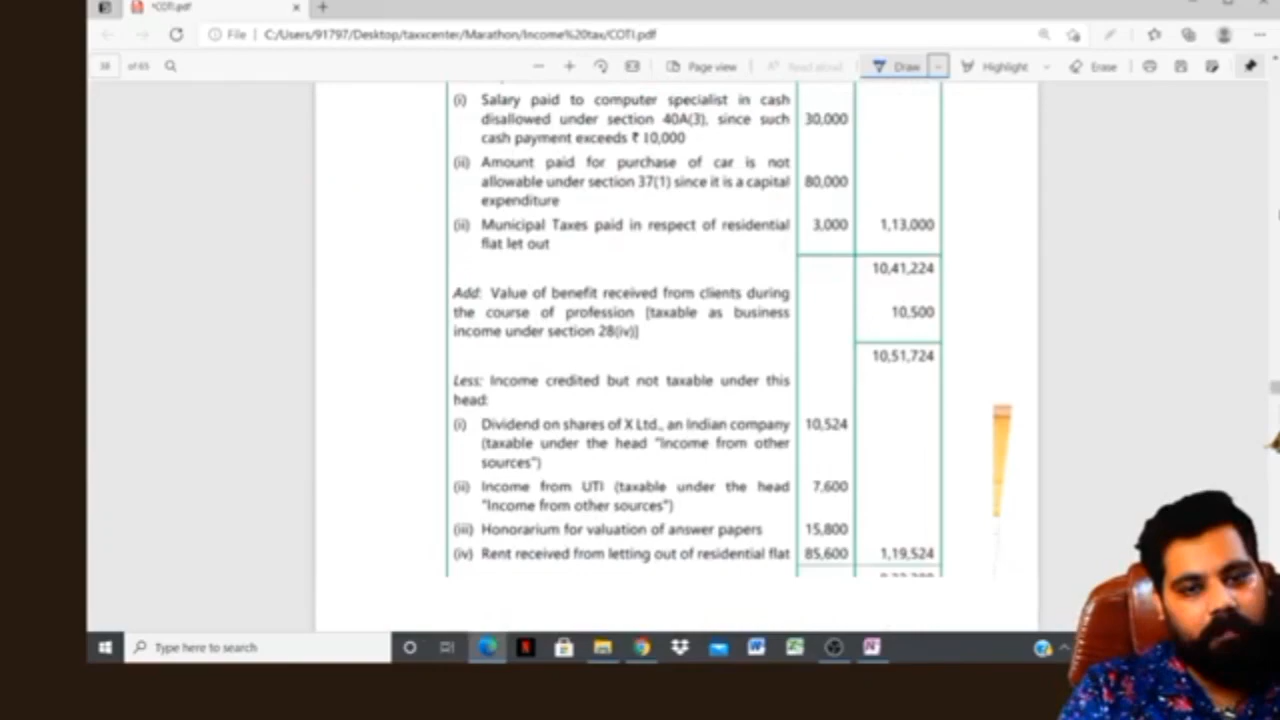 *COTI.pdf
File | C:/Users/91797/Desktop/taxxcenter/Marathon/Income%20tax/COTI.pdf
38 of 65 Page view Read aloud Draw Highlight Erase
(i) Salary paid to computer specialist in cash
disallowed under section 40A(3), since such 30,000
cash payment exceeds ₹ 10,000
(ii) Amount paid for purchase of car is not
allowable under section 37(1) since it is a capital 80,000
expenditure
(ii) Municipal Taxes paid in respect of residential 3,000 1,13,000
flat let out
10,41,224
Add: Value of benefit received from clients during
the course of profession [taxable as business 10,500
income under section 28(iv)]
10,51,724
Less: Income credited but not taxable under this
head:
(i) Dividend on shares of X Ltd., an Indian company 10,524
(taxable under the head "Income from other
sources")
(ii) Income from UTI (taxable under the head 7,600
"Income from other sources")
(iii) Honorarium for valuation of answer papers 15,800
(iv) Rent received from letting out of residential flat 85,600 1,19,524
Type here to search